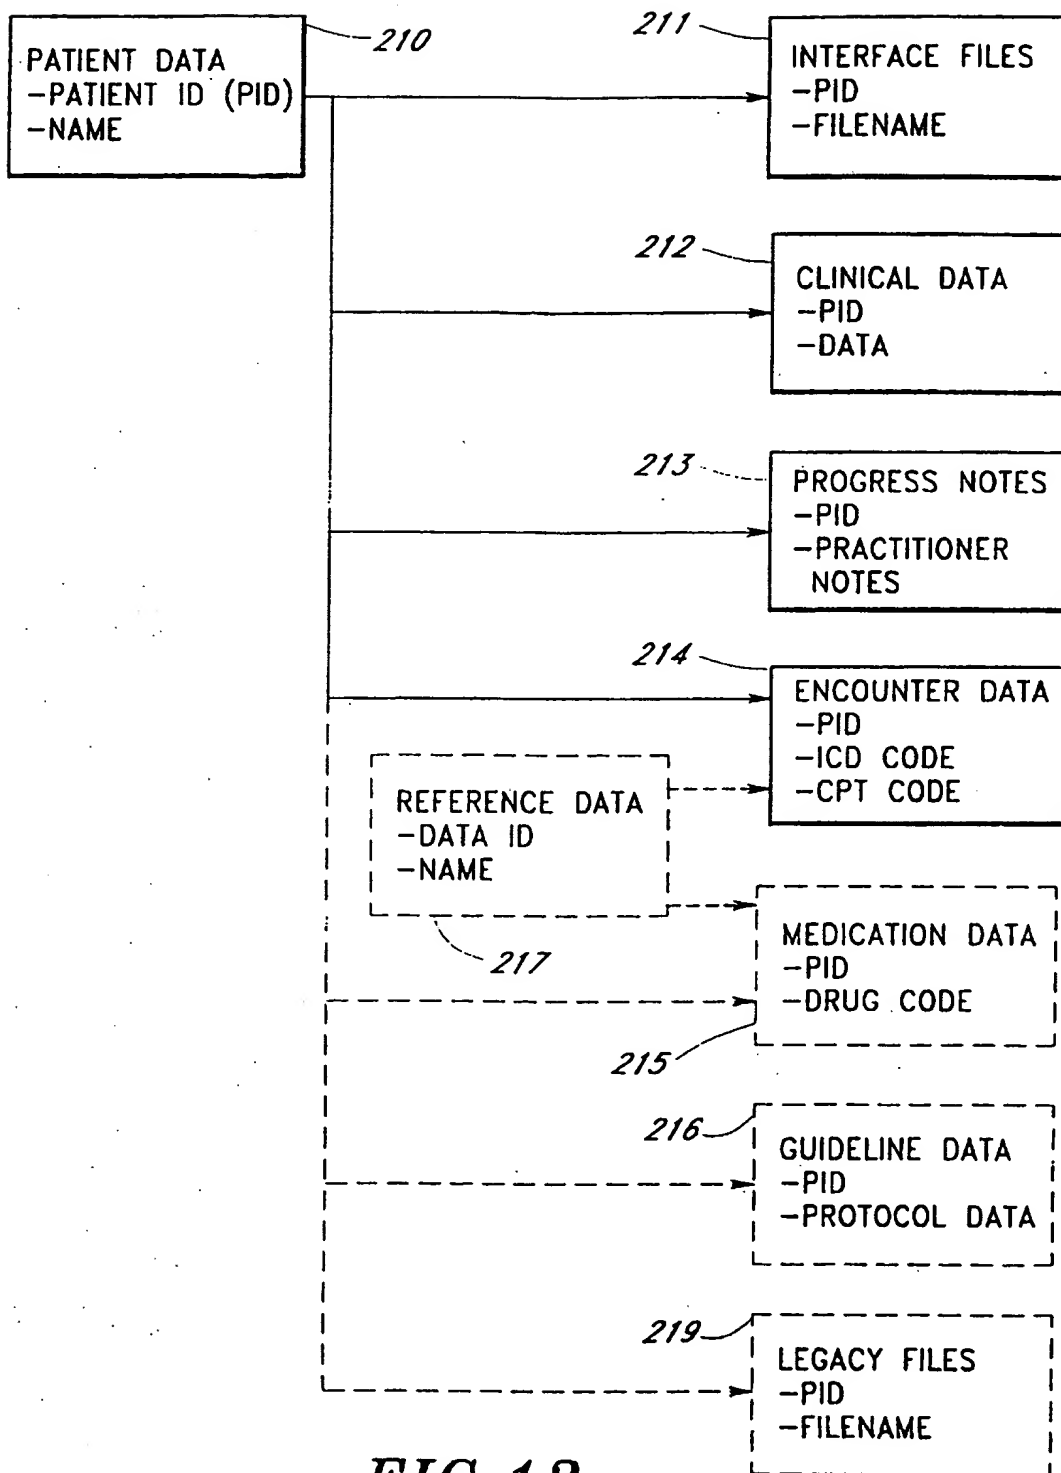 210
PATIENT DATA
-PATIENT ID (PID)
-NAME
211
INTERFACE FILES
-PID
-FILENAME
212
CLINICAL DATA
-PID
-DATA
213
PROGRESS NOTES
-PID
-PRACTITIONER
NOTES
214
ENCOUNTER DATA
-PID
-ICD CODE
-CPT CODE
REFERENCE DATA
-DATA ID
-NAME
217
MEDICATION DATA
-PID
-DRUG CODE
215
216
GUIDELINE DATA
-PID
-PROTOCOL DATA
219
LEGACY FILES
-PID
-FILENAME